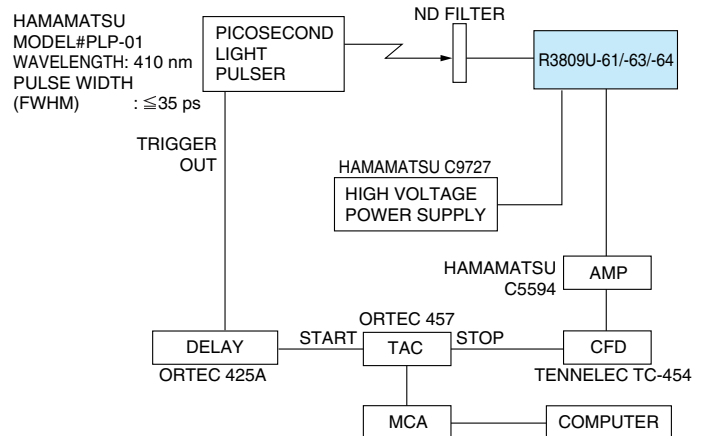 HAMAMATSU
MODEL#PLP-01
WAVELENGTH: 410 nm
PULSE WIDTH
(FWHM) : ≦35 ps
PICOSECOND
LIGHT
PULSER
ND FILTER
R3809U-61/-63/-64
TRIGGER
OUT
HAMAMATSU C9727
HIGH VOLTAGE
POWER SUPPLY
HAMAMATSU
C5594
AMP
ORTEC 457
DELAY
START
TAC
STOP
CFD
ORTEC 425A
TENNELEC TC-454
MCA
COMPUTER